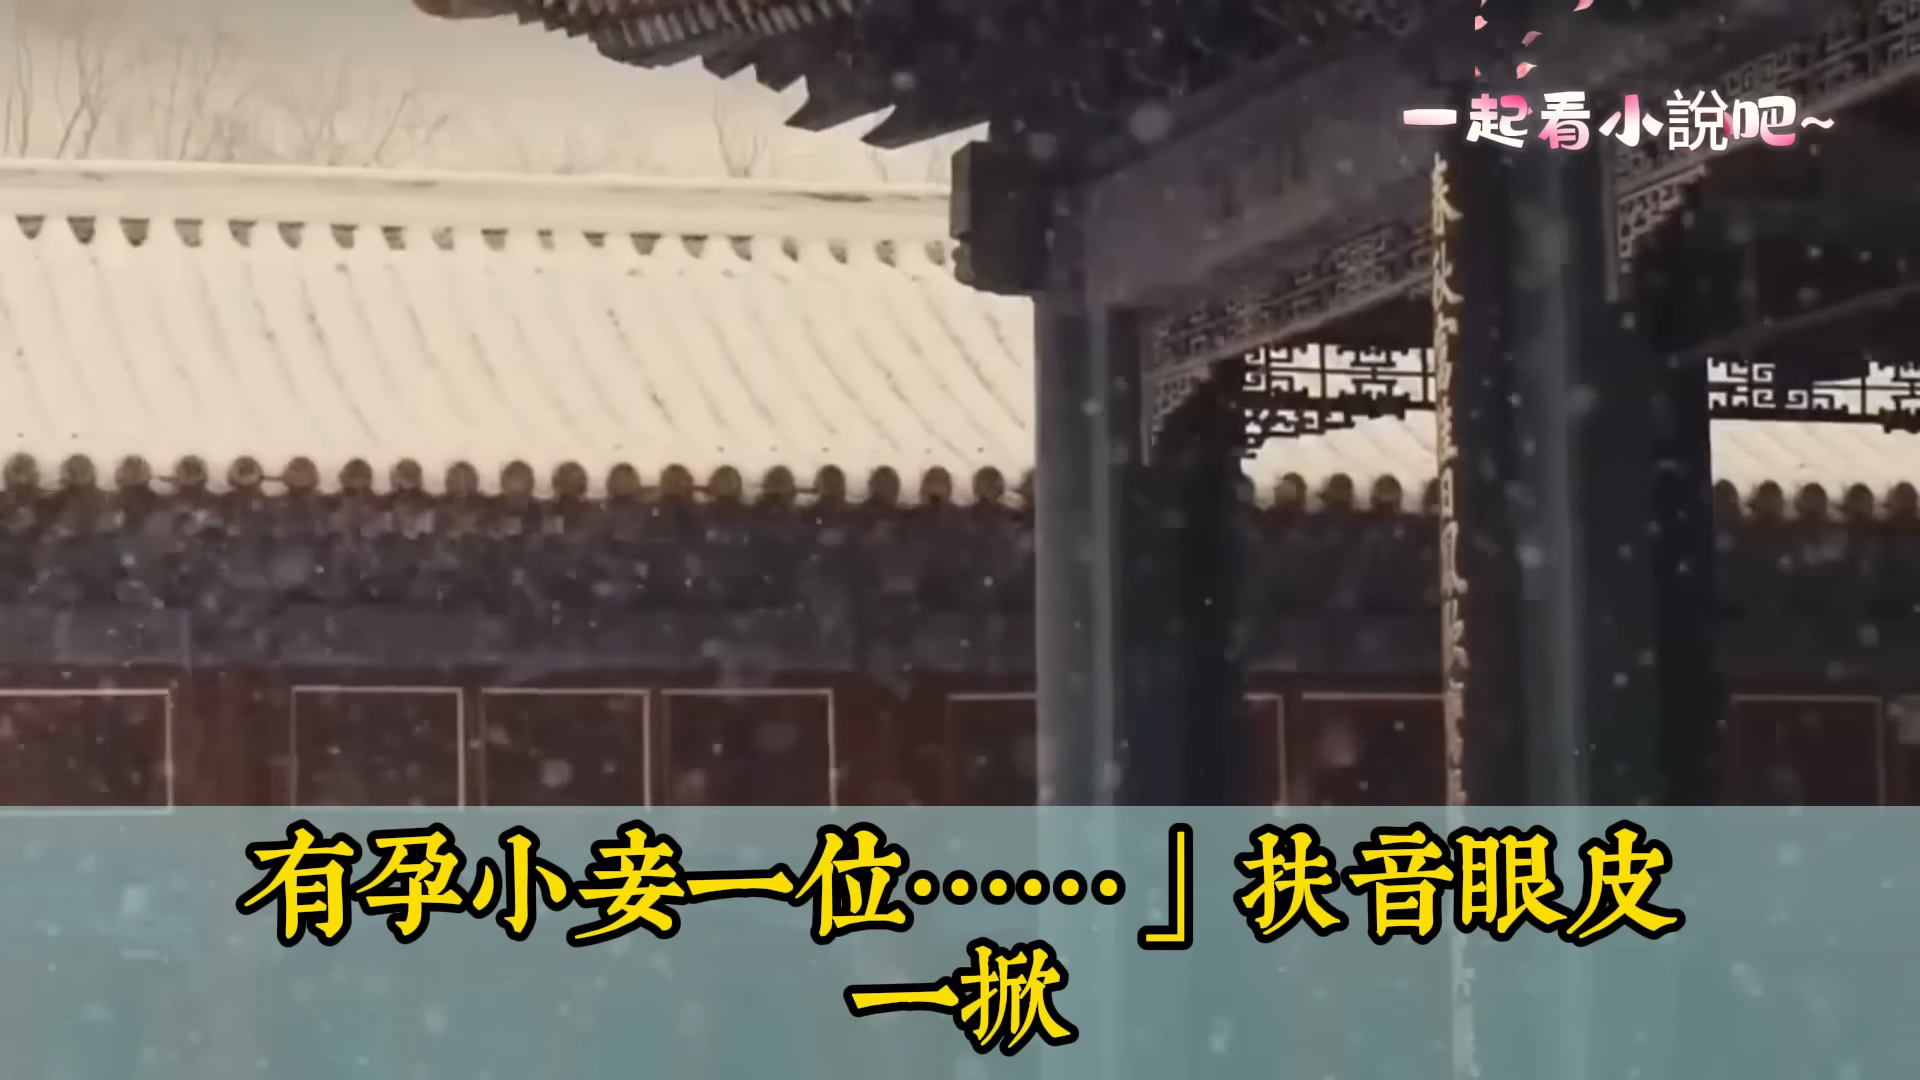 一起看小說吧~
有孕小妾一位……」扶音眼皮
一掀